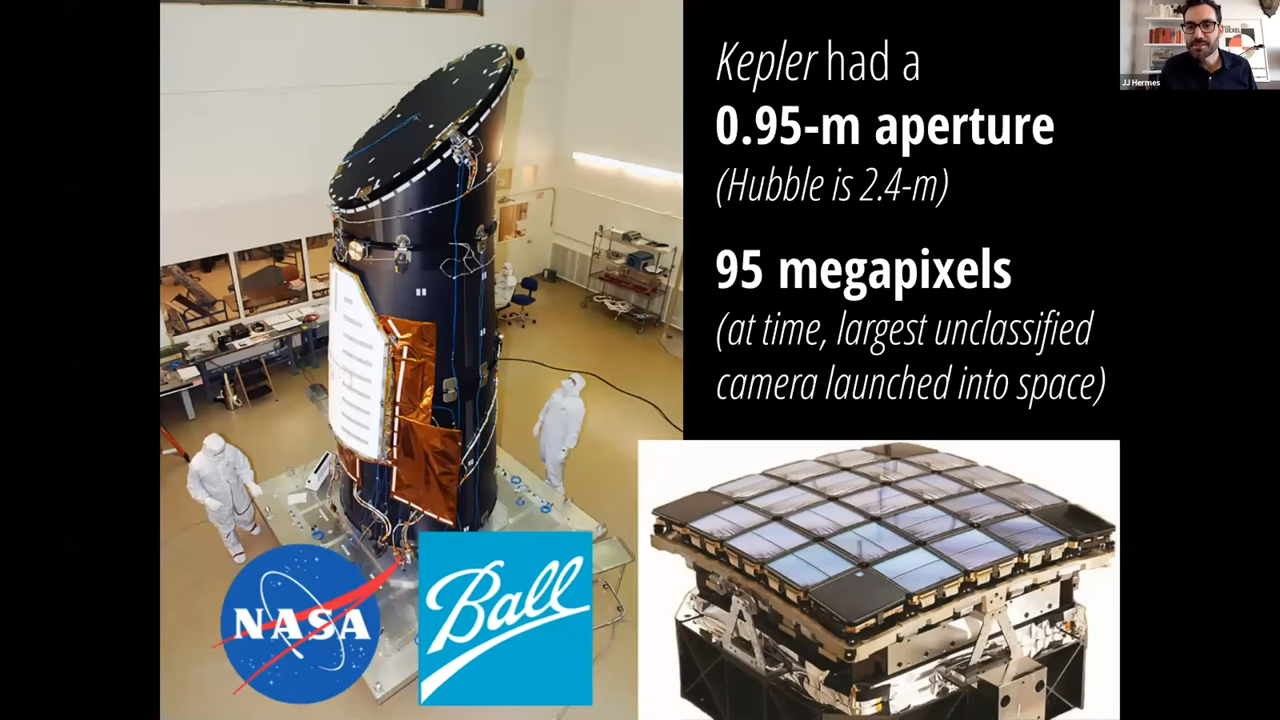 Kepler had a
0.95-m aperture
(Hubble is 2.4-m)
95 megapixels
(at time, largest unclassified
camera launched into space)
JJ Hermes
NASA
Ball